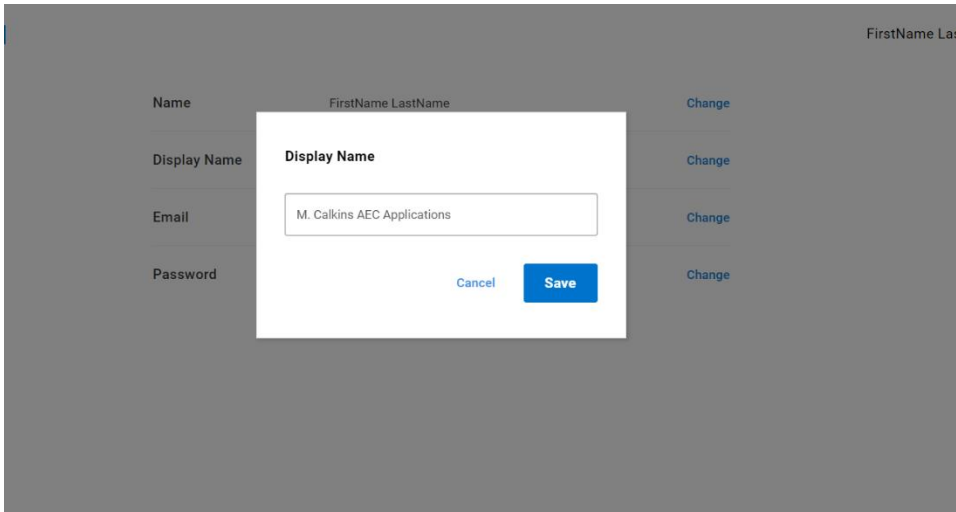 FirstName Las
Name FirstName LastName Change
Display Name Change
Display Name
M. Calkins AEC Applications
Email Change
Password Change
Cancel Save